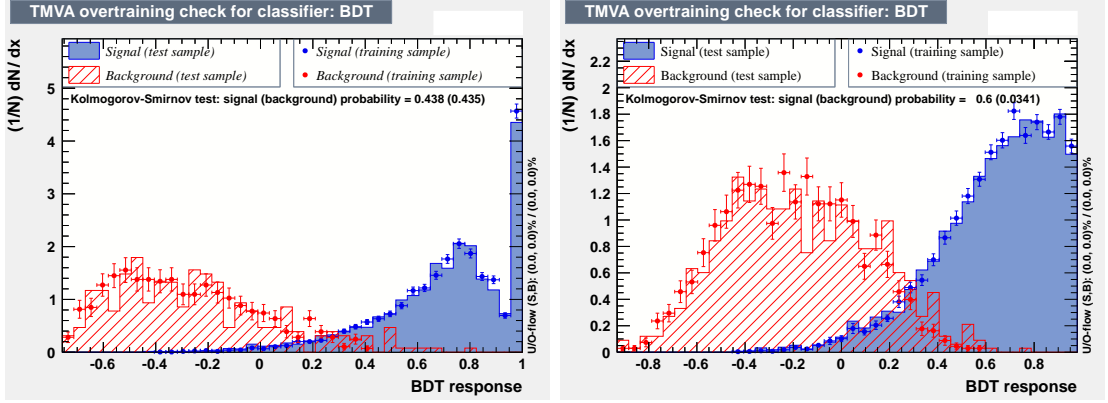 TMVA overtraining check for classifier: BDT
Signal (test sample)
Signal (training sample)
Background (test sample)
Background (training sample)
Kolmogorov-Smirnov test: signal (background) probability = 0.438 (0.435)
(1/N) dN / dx
5
4
3
2
1
0
-0.6 -0.4 -0.2 0 0.2 0.4 0.6 0.8 1
BDT response
U/O-flow (S,B): (0.0, 0.0)% / (0.0, 0.0)%
TMVA overtraining check for classifier: BDT
Signal (test sample)
Signal (training sample)
Background (test sample)
Background (training sample)
Kolmogorov-Smirnov test: signal (background) probability = 0.6 (0.0341)
(1/N) dN / dx
2.2
2
1.8
1.6
1.4
1.2
1
0.8
0.6
0.4
0.2
0
-0.8 -0.6 -0.4 -0.2 0 0.2 0.4 0.6 0.8
BDT response
U/O-flow (S,B): (0.0, 0.0)% / (0.0, 0.0)%